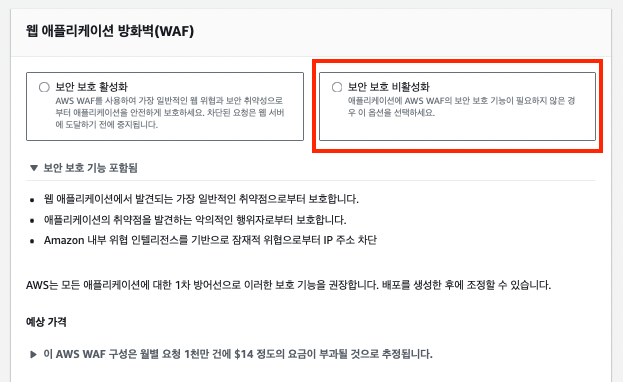 웹 애플리케이션 방화벽(WAF)
보안 보호 활성화
AWS WAF를 사용하여 가장 일반적인 웹 위협과 보안 취약성으로
부터 애플리케이션을 안전하게 보호하세요. 차단된 요청은 웹 서버
에 도달하기 전에 중지됩니다.
보안 보호 비활성화
애플리케이션에 AWS WAF의 보안 보호 기능이 필요하지 않은 경
우 이 옵션을 선택하세요.
▼ 보안 보호 기능 포함됨
• 웹 애플리케이션에서 발견되는 가장 일반적인 취약점으로부터 보호합니다.
• 애플리케이션의 취약점을 발견하는 악의적인 행위자로부터 보호합니다.
• Amazon 내부 위협 인텔리전스를 기반으로 잠재적 위협으로부터 IP 주소 차단
AWS는 모든 애플리케이션에 대한 1차 방어선으로 이러한 보호 기능을 권장합니다. 배포를 생성한 후에 조정할 수 있습니다.
예상 가격
▶ 이 AWS WAF 구성은 월별 요청 1천만 건에 $14 정도의 요금이 부과될 것으로 추정됩니다.